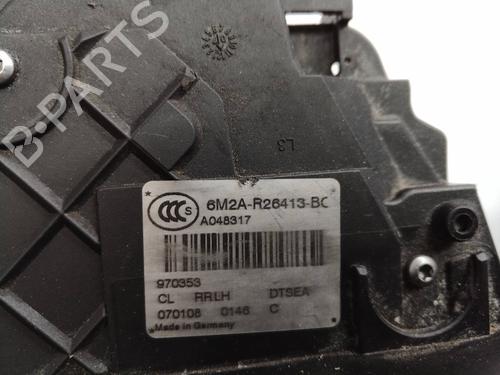 B-PARTS
L3
CCC S
6M2A-R26413-BC
A048317
970353
CL RRLH DTSEA
070108 0146 C
Made in Germany